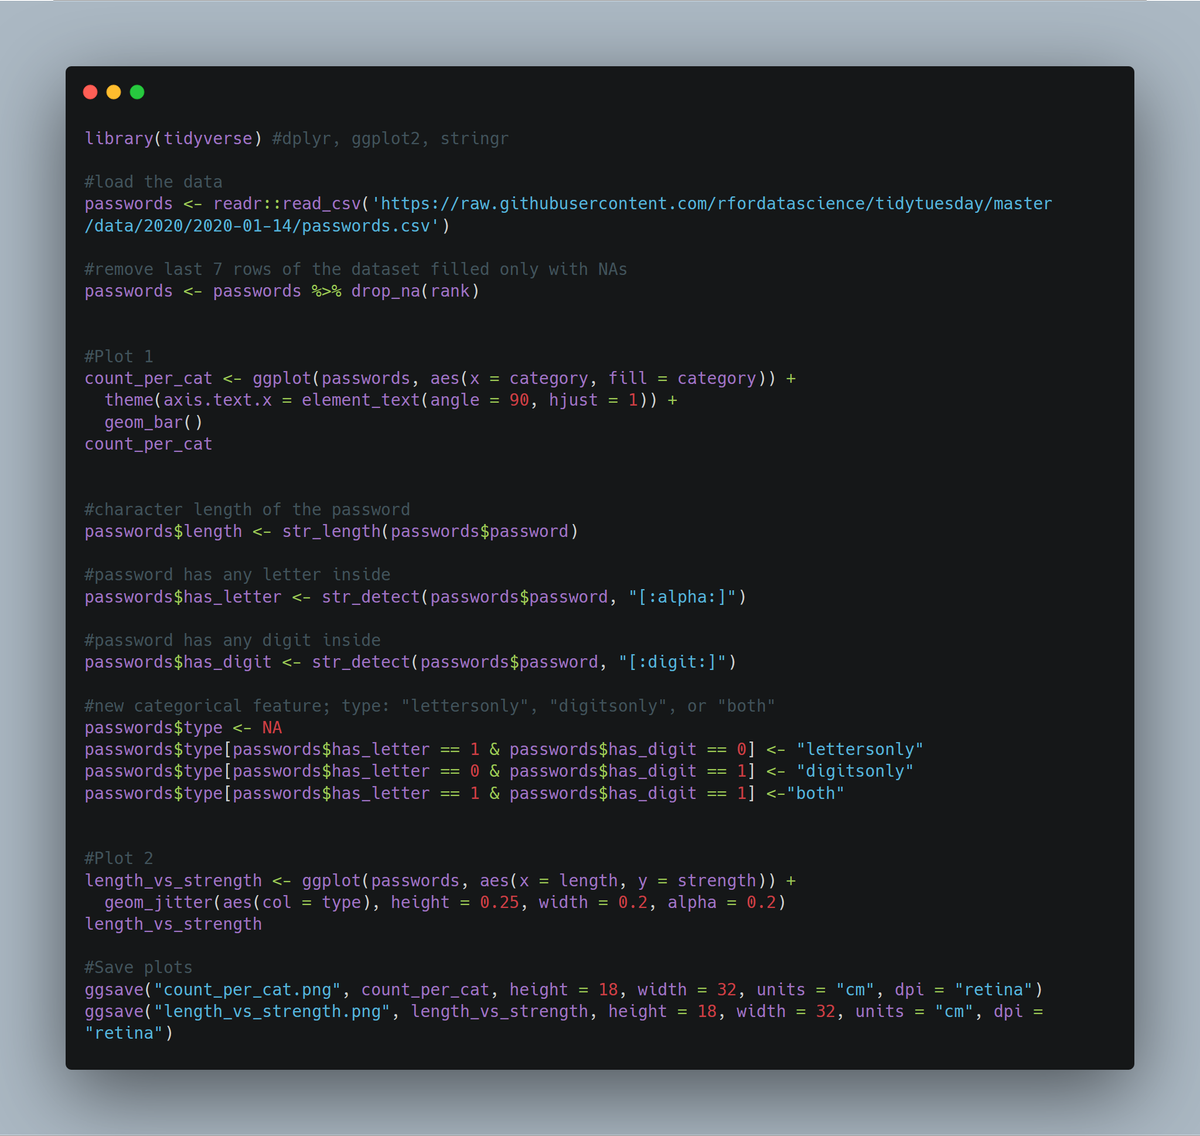 library(tidyverse) #dplyr, ggplot2, stringr
#load the data
passwords <- readr::read_csv('https://raw.githubusercontent.com/rfordatascience/tidytuesday/master
/data/2020/2020-01-14/passwords.csv')
#remove last 7 rows of the dataset filled only with NAs
passwords <- passwords %>% drop_na(rank)
#Plot 1
count_per_cat <- ggplot(passwords, aes(x = category, fill = category)) +
  theme(axis.text.x = element_text(angle = 90, hjust = 1)) +
  geom_bar()
count_per_cat
#character length of the password
passwords$length <- str_length(passwords$password)
#password has any letter inside
passwords$has_letter <- str_detect(passwords$password, "[:alpha:]")
#password has any digit inside
passwords$has_digit <- str_detect(passwords$password, "[:digit:]")
#new categorical feature; type: "lettersonly", "digitsonly", or "both"
passwords$type <- NA
passwords$type[passwords$has_letter == 1 & passwords$has_digit == 0] <- "lettersonly"
passwords$type[passwords$has_letter == 0 & passwords$has_digit == 1] <- "digitsonly"
passwords$type[passwords$has_letter == 1 & passwords$has_digit == 1] <-"both"
#Plot 2
length_vs_strength <- ggplot(passwords, aes(x = length, y = strength)) +
  geom_jitter(aes(col = type), height = 0.25, width = 0.2, alpha = 0.2)
length_vs_strength
#Save plots
ggsave("count_per_cat.png", count_per_cat, height = 18, width = 32, units = "cm", dpi = "retina")
ggsave("length_vs_strength.png", length_vs_strength, height = 18, width = 32, units = "cm", dpi =
"retina")